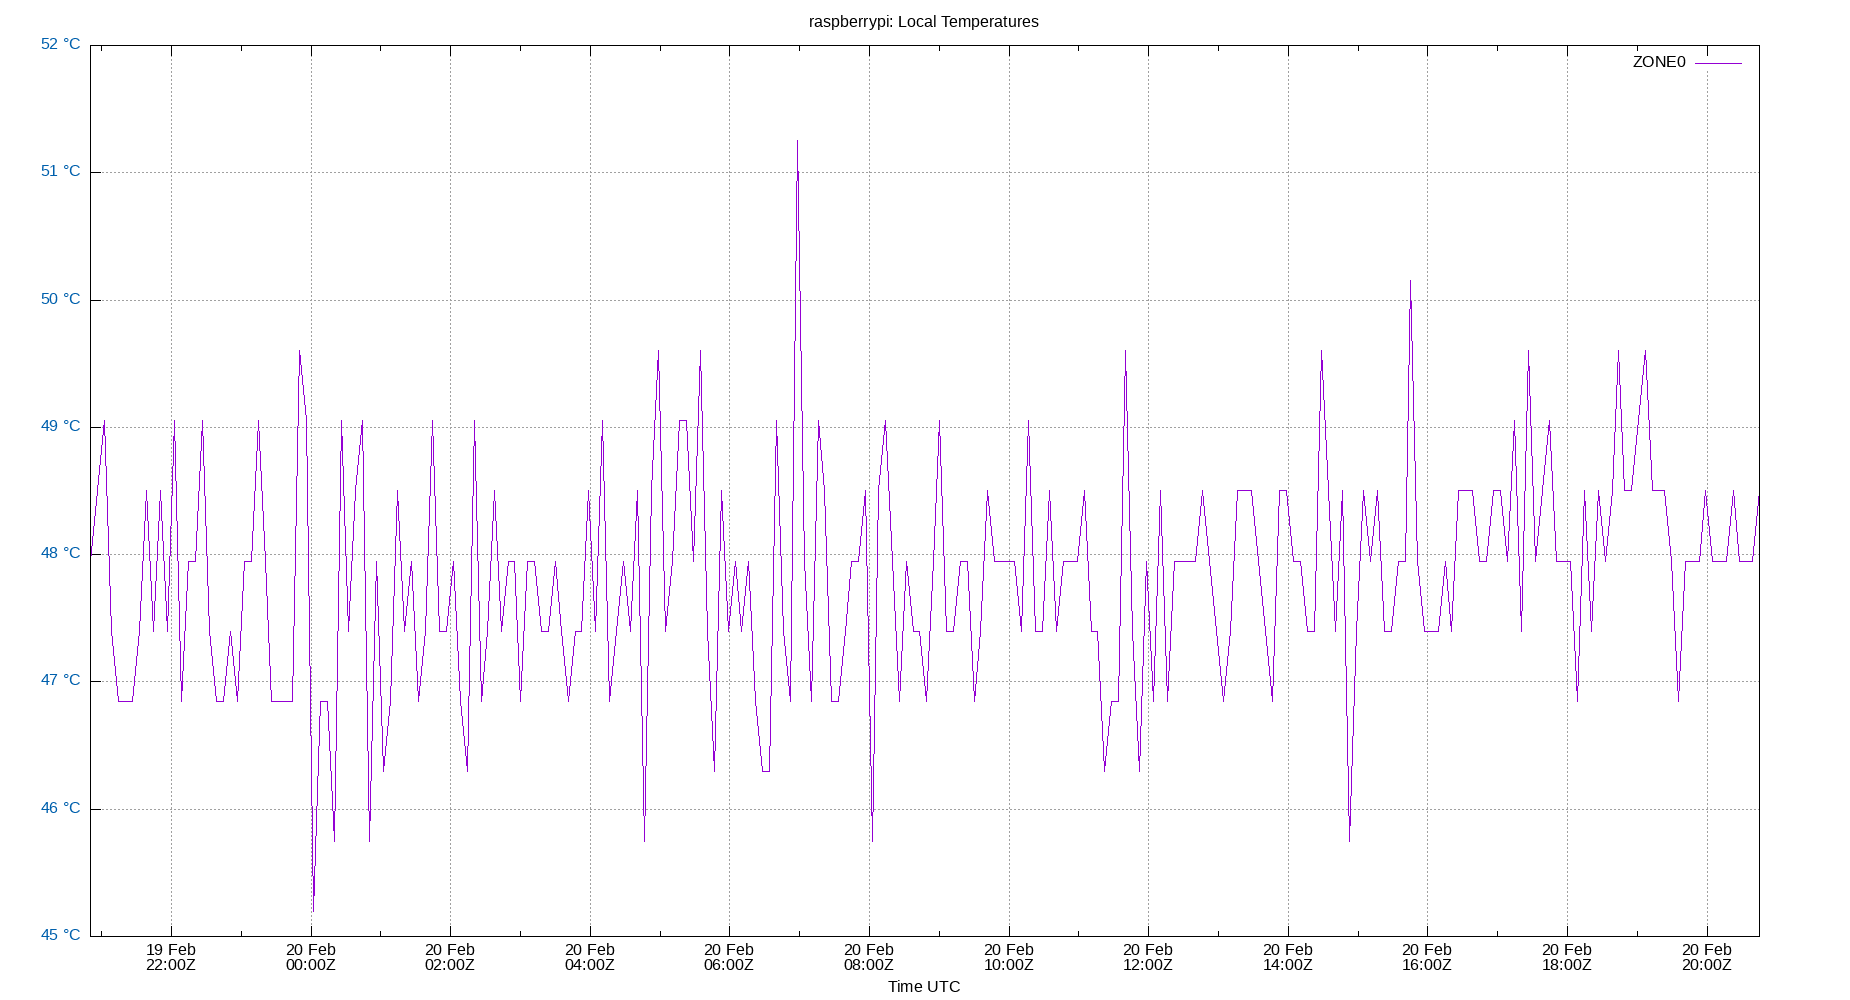 raspberrypi: Local Temperatures
52 °C
51 °C
50 °C
49 °C
48 °C
47 °C
46 °C
45 °C
ZONE0
19 Feb
22:00Z
20 Feb
00:00Z
20 Feb
02:00Z
20 Feb
04:00Z
20 Feb
06:00Z
20 Feb
08:00Z
20 Feb
10:00Z
20 Feb
12:00Z
20 Feb
14:00Z
20 Feb
16:00Z
20 Feb
18:00Z
20 Feb
20:00Z
Time UTC